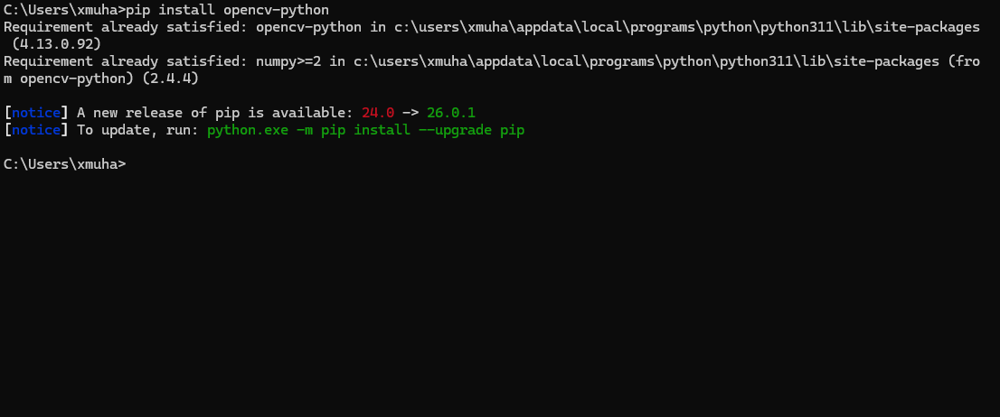 C:\Users\xmuha>pip install opencv-python
Requirement already satisfied: opencv-python in c:\users\xmuha\appdata\local\programs\python\python311\lib\site-packages
 (4.13.0.92)
Requirement already satisfied: numpy>=2 in c:\users\xmuha\appdata\local\programs\python\python311\lib\site-packages (fro
m opencv-python) (2.4.4)
[notice] A new release of pip is available: 24.0 -> 26.0.1
[notice] To update, run: python.exe -m pip install --upgrade pip
C:\Users\xmuha>